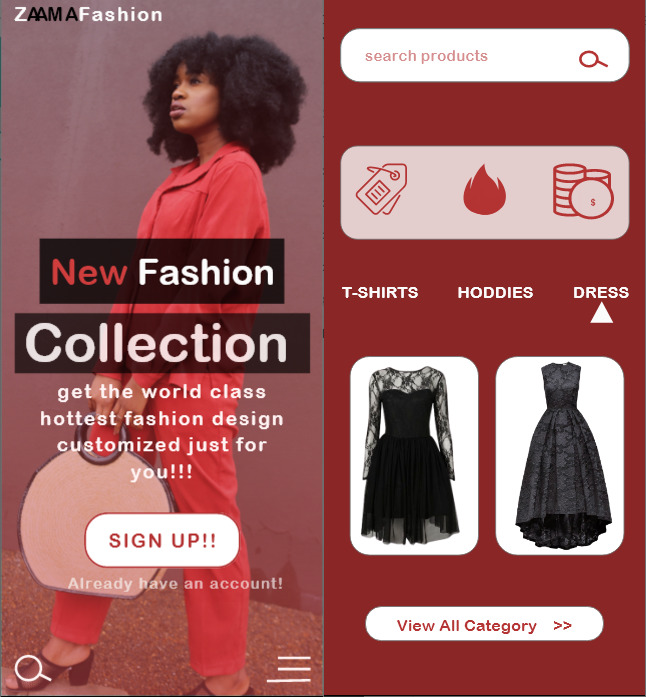 ZAAMAFashion
New Fashion
Collection
get the world class
hottest fashion design
customized just for
you!!!
SIGN UP!!
Already have an account!
search products
$
T-SHIRTS HODDIES DRESS
View All Category >>